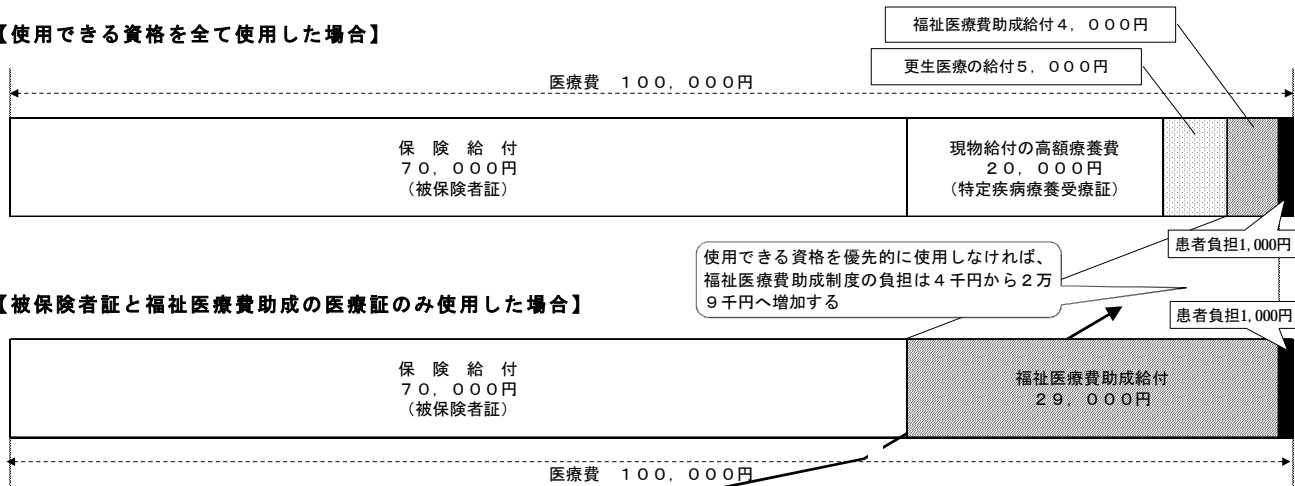 【使用できる資格を全て使用した場合】
福祉医療費助成給付４，０００円
更生医療の給付５，０００円
医療費　１００，０００円
保　険　給　付
７０，０００円
（被保険者証）
現物給付の高額療養費
２０，０００円
（特定疾病療養受療証）
患者負担1,000円
使用できる資格を優先的に使用しなければ、
福祉医療費助成制度の負担は４千円から２万
９千円へ増加する
【被保険者証と福祉医療費助成の医療証のみ使用した場合】
患者負担1,000円
保　険　給　付
７０，０００円
（被保険者証）
福祉医療費助成給付
２９，０００円
医療費　１００，０００円